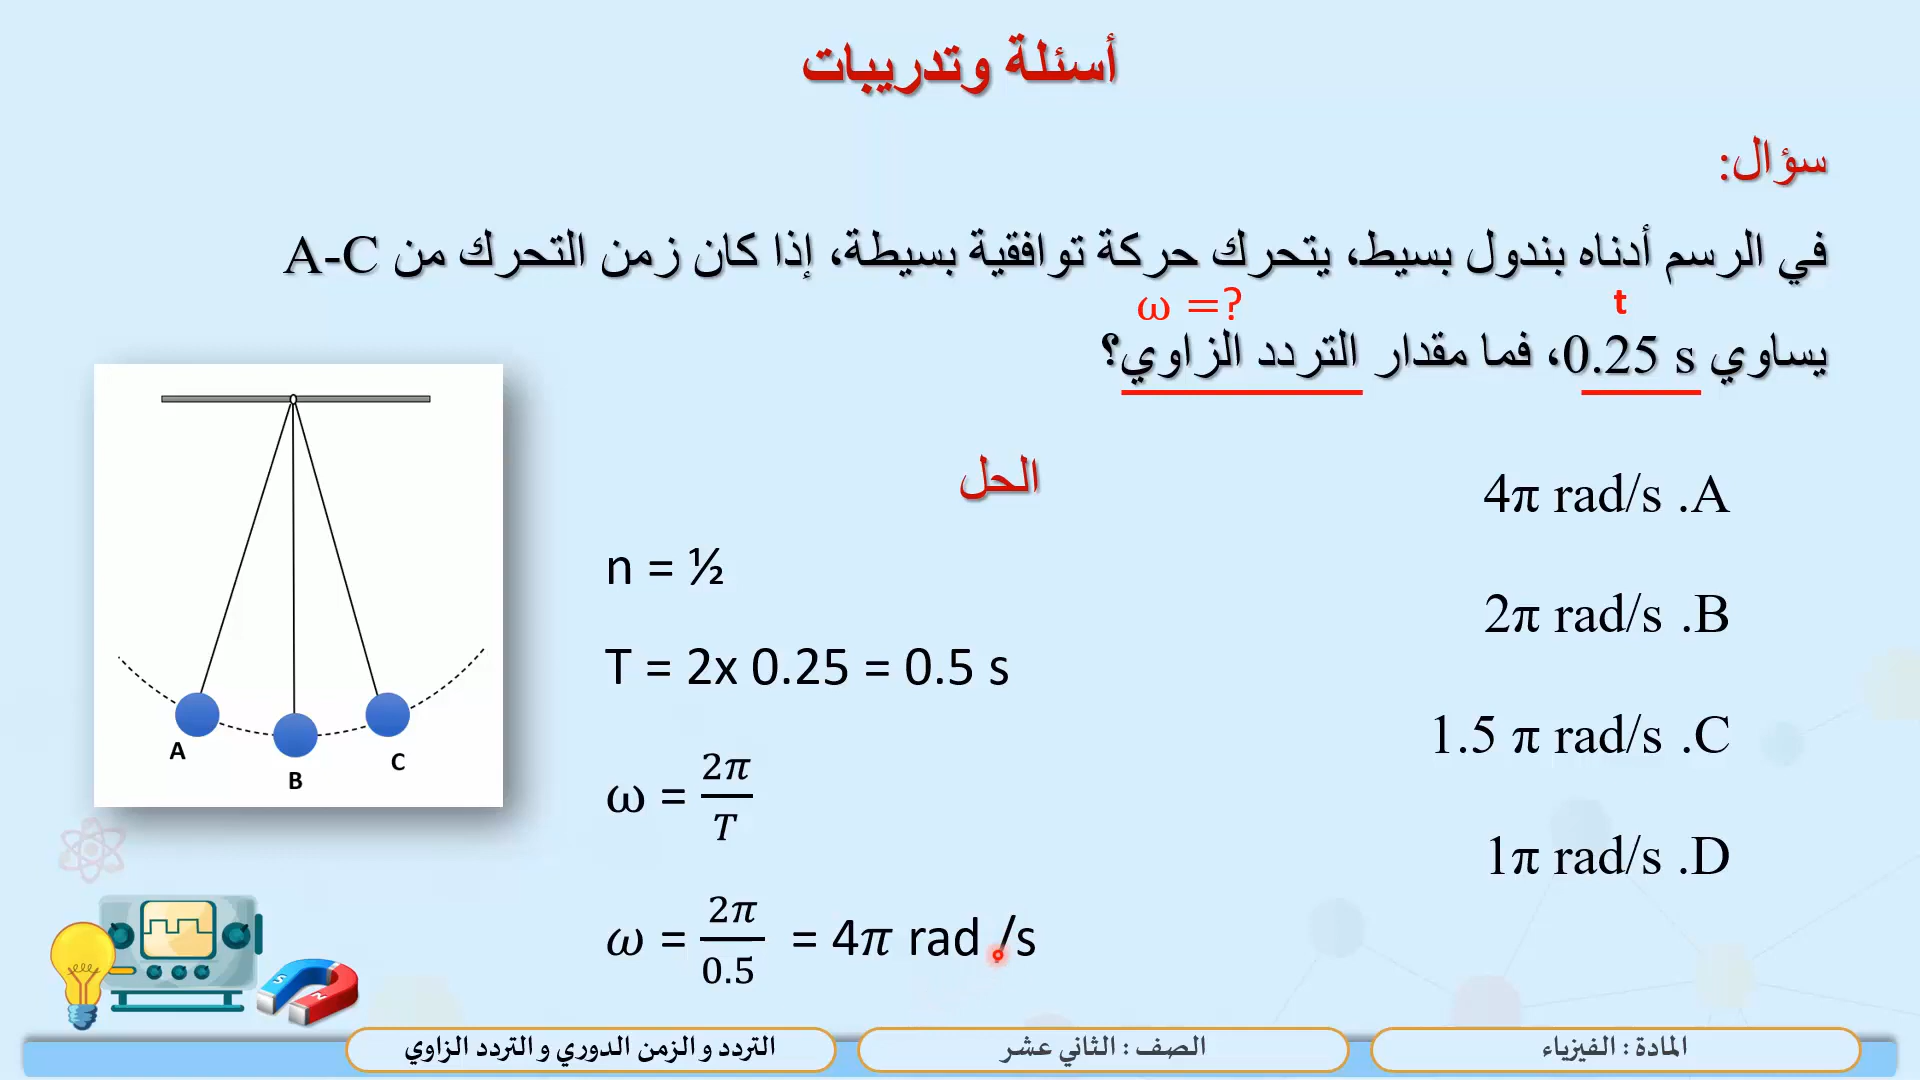 أسئلة وتدريبات
سؤال:
في الرسم أدناه بندول بسيط، يتحرك حركة توافقية بسيطة، إذا كان زمن التحرك من A-C
t
ω =?
يساوي 0.25 s، فما مقدار التردد الزاوي؟
4π rad/s .A
2π rad/s .B
1.5 π rad/s .C
1π rad/s .D
الحل
n = ½
T = 2x 0.25 = 0.5 s
ω = 2π/T
ω = 2π/0.5 = 4π rad /s
A
B
C
S
N
المادة : الفيزياء
الصف : الثاني عشر
التردد و الزمن الدوري و التردد الزاوي